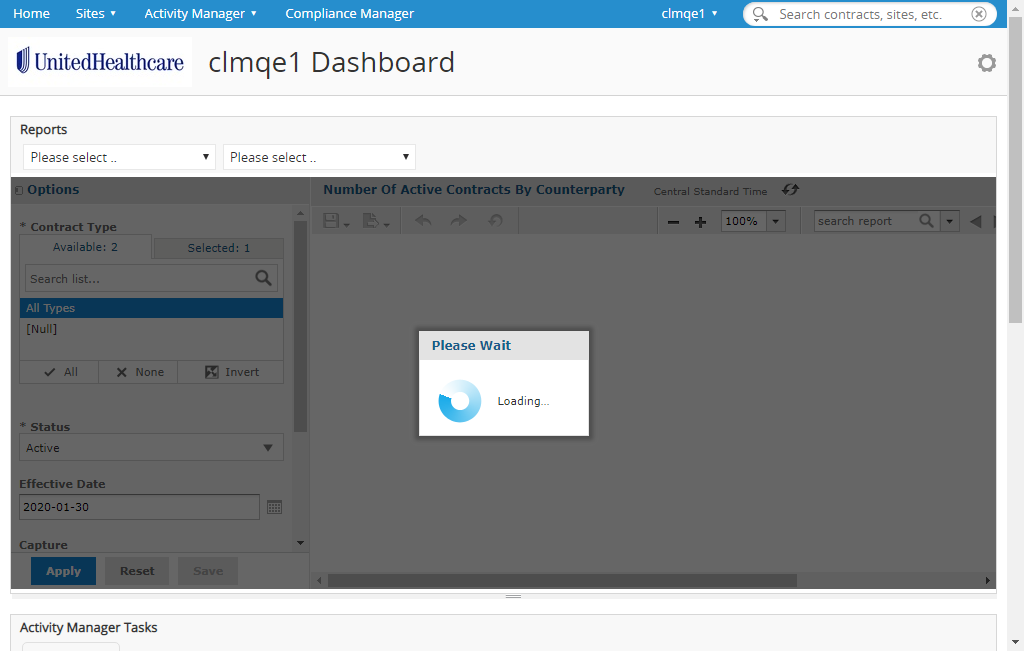 Home Sites Activity Manager Compliance Manager clmqe1 Search contracts, sites, etc.
UnitedHealthcare clmqe1 Dashboard
Reports
Please select .. Please select ..
Options Number Of Active Contracts By Counterparty Central Standard Time
* Contract Type
100% search report
Available: 2 Selected: 1
Search list...
All Types
[Null]
Please Wait
All None Invert
Loading...
* Status
Active
Effective Date
2020-01-30
Capture
Apply Reset Save
Activity Manager Tasks